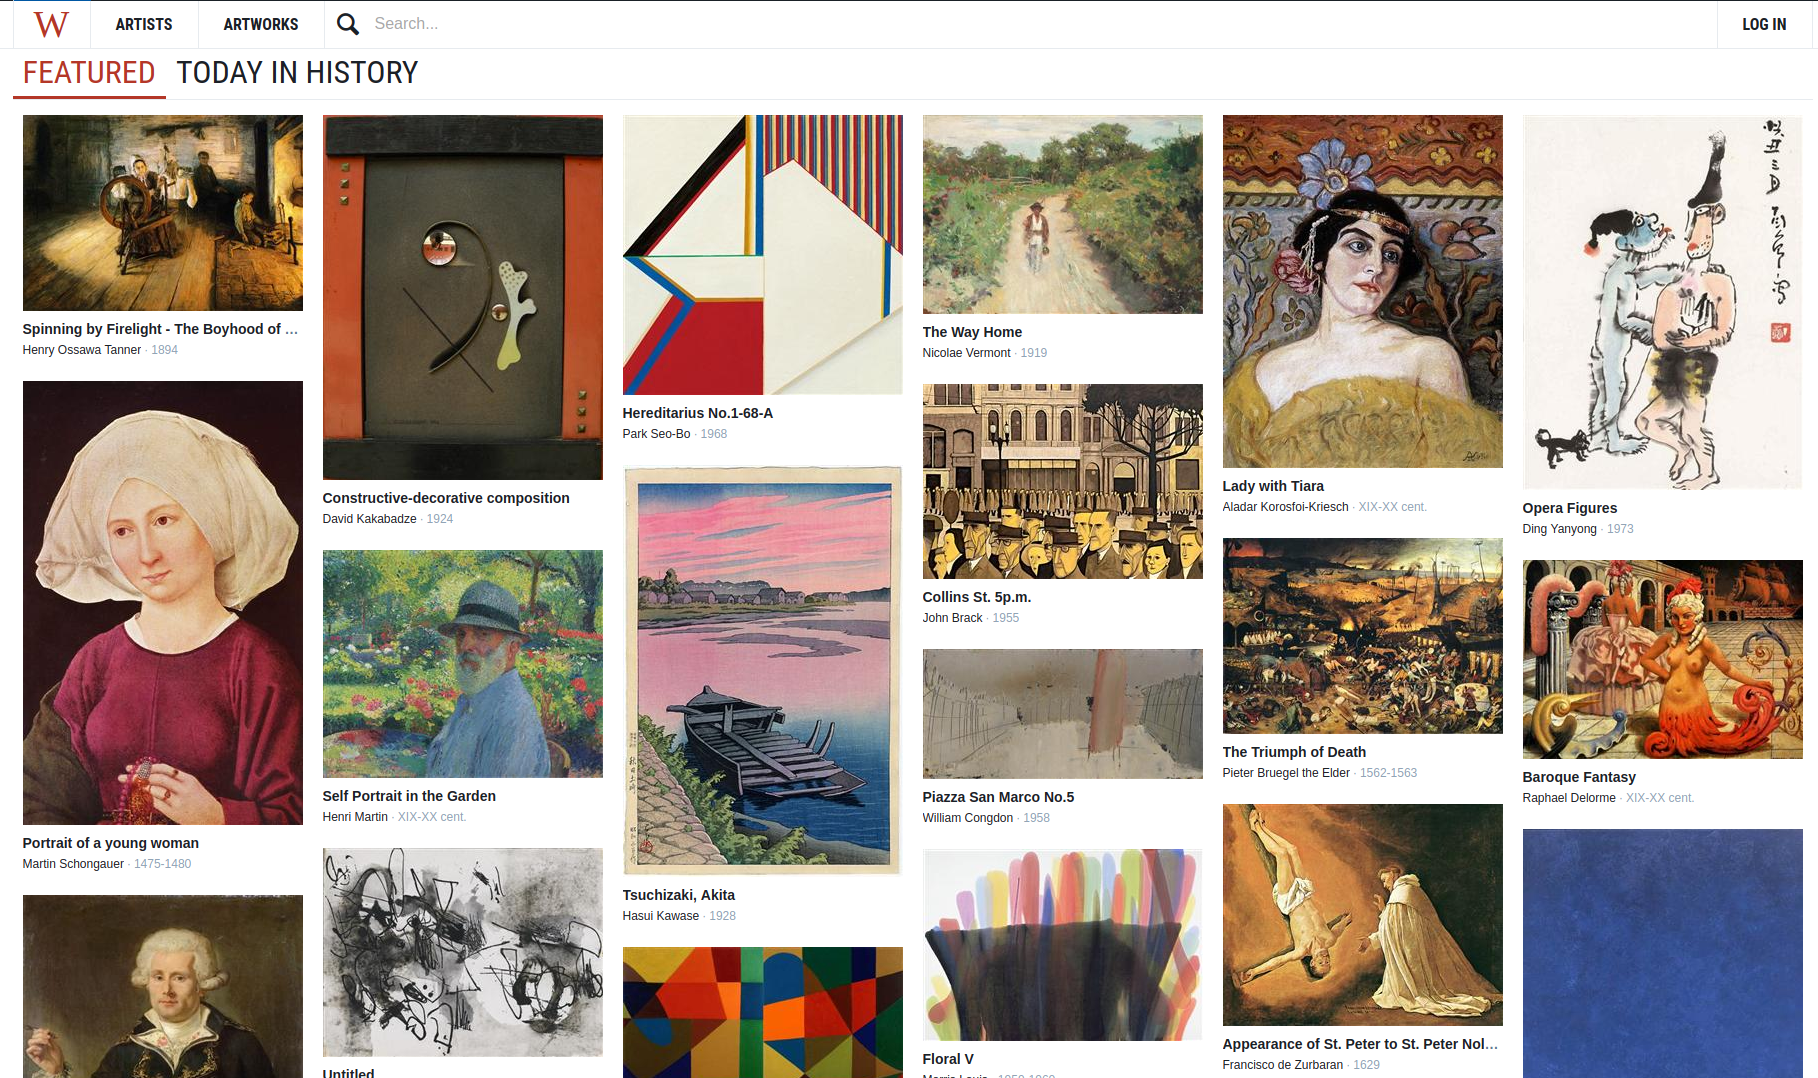 W
ARTISTS
ARTWORKS
Search...
LOG IN
FEATURED
TODAY IN HISTORY
Spinning by Firelight - The Boyhood of ...
Henry Ossawa Tanner · 1894
Portrait of a young woman
Martin Schongauer · 1475-1480
Constructive-decorative composition
David Kakabadze · 1924
Self Portrait in the Garden
Henri Martin · XIX-XX cent.
Untitled
Hereditarius No.1-68-A
Park Seo-Bo · 1968
Tsuchizaki, Akita
Hasui Kawase · 1928
The Way Home
Nicolae Vermont · 1919
Collins St. 5p.m.
John Brack · 1955
Piazza San Marco No.5
William Congdon · 1958
Floral V
Morris Louis · 1959-1960
Lady with Tiara
Aladar Korosfoi-Kriesch · XIX-XX cent.
The Triumph of Death
Pieter Bruegel the Elder · 1562-1563
Appearance of St. Peter to St. Peter Nol...
Francisco de Zurbaran · 1629
Opera Figures
Ding Yanyong · 1973
Baroque Fantasy
Raphael Delorme · XIX-XX cent.